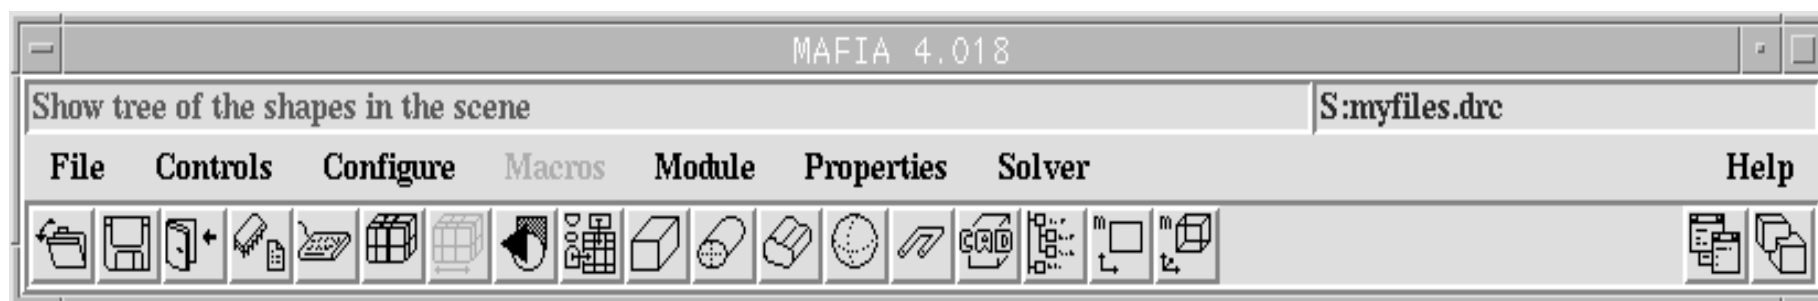 MAFIA 4.018
Show tree of the shapes in the scene S:myfiles.drc
File Controls Configure Macros Module Properties Solver Help
CAD m m